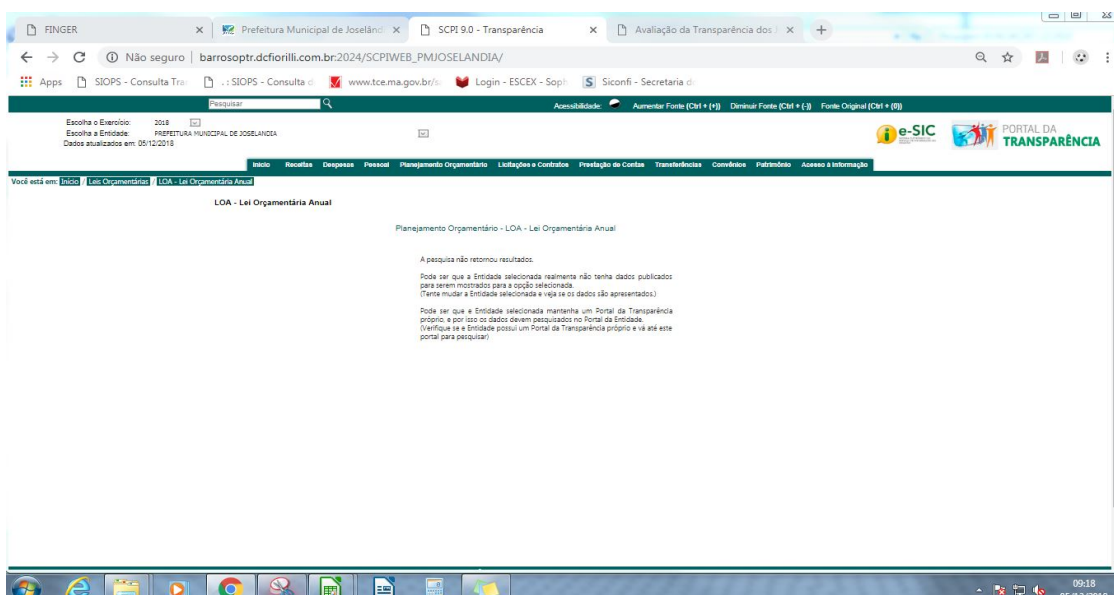 FINGER
Prefeitura Municipal de Joselând
SCPI 9.0 - Transparência
Avaliação da Transparência dos
Não seguro | barrosoptr.dcfiorilli.com.br:2024/SCPIWEB_PMJOSELANDIA/
Apps SIOPS - Consulta Tra .: SIOPS - Consulta d www.tce.ma.gov.br/s Login - ESCEX - Soph Siconfi - Secretaria d
Pesquisar Acessibilidade: Aumentar Fonte (Ctrl + (+)) Diminuir Fonte (Ctrl + (-)) Fonte Original (Ctrl + (0))
Escolha o Exercício: 2018
Escolha a Entidade: PREFEITURA MUNICIPAL DE JOSELANDIA
Dados atualizados em: 05/12/2018
e-SIC
PORTAL DA
TRANSPARÊNCIA
Início Receitas Despesas Pessoal Planejamento Orçamentário Licitações e Contratos Prestação de Contas Transferências Convênios Patrimônio Acesso à Informação
Você está em: Início / Leis Orçamentárias / LOA - Lei Orçamentária Anual
LOA - Lei Orçamentária Anual
Planejamento Orçamentário - LOA - Lei Orçamentária Anual
A pesquisa não retornou resultados.
Pode ser que a Entidade selecionada realmente não tenha dados publicados
para serem mostrados para a opção selecionada.
(Tente mudar a Entidade selecionada e veja se os dados são apresentados.)
Pode ser que e Entidade selecionada mantenha um Portal da Transparência
próprio, e por isso os dados devem pesquisados no Portal da Entidade.
(Verifique se e Entidade possui um Portal da Transparência próprio e vá até este
portal para pesquisar)
09:18